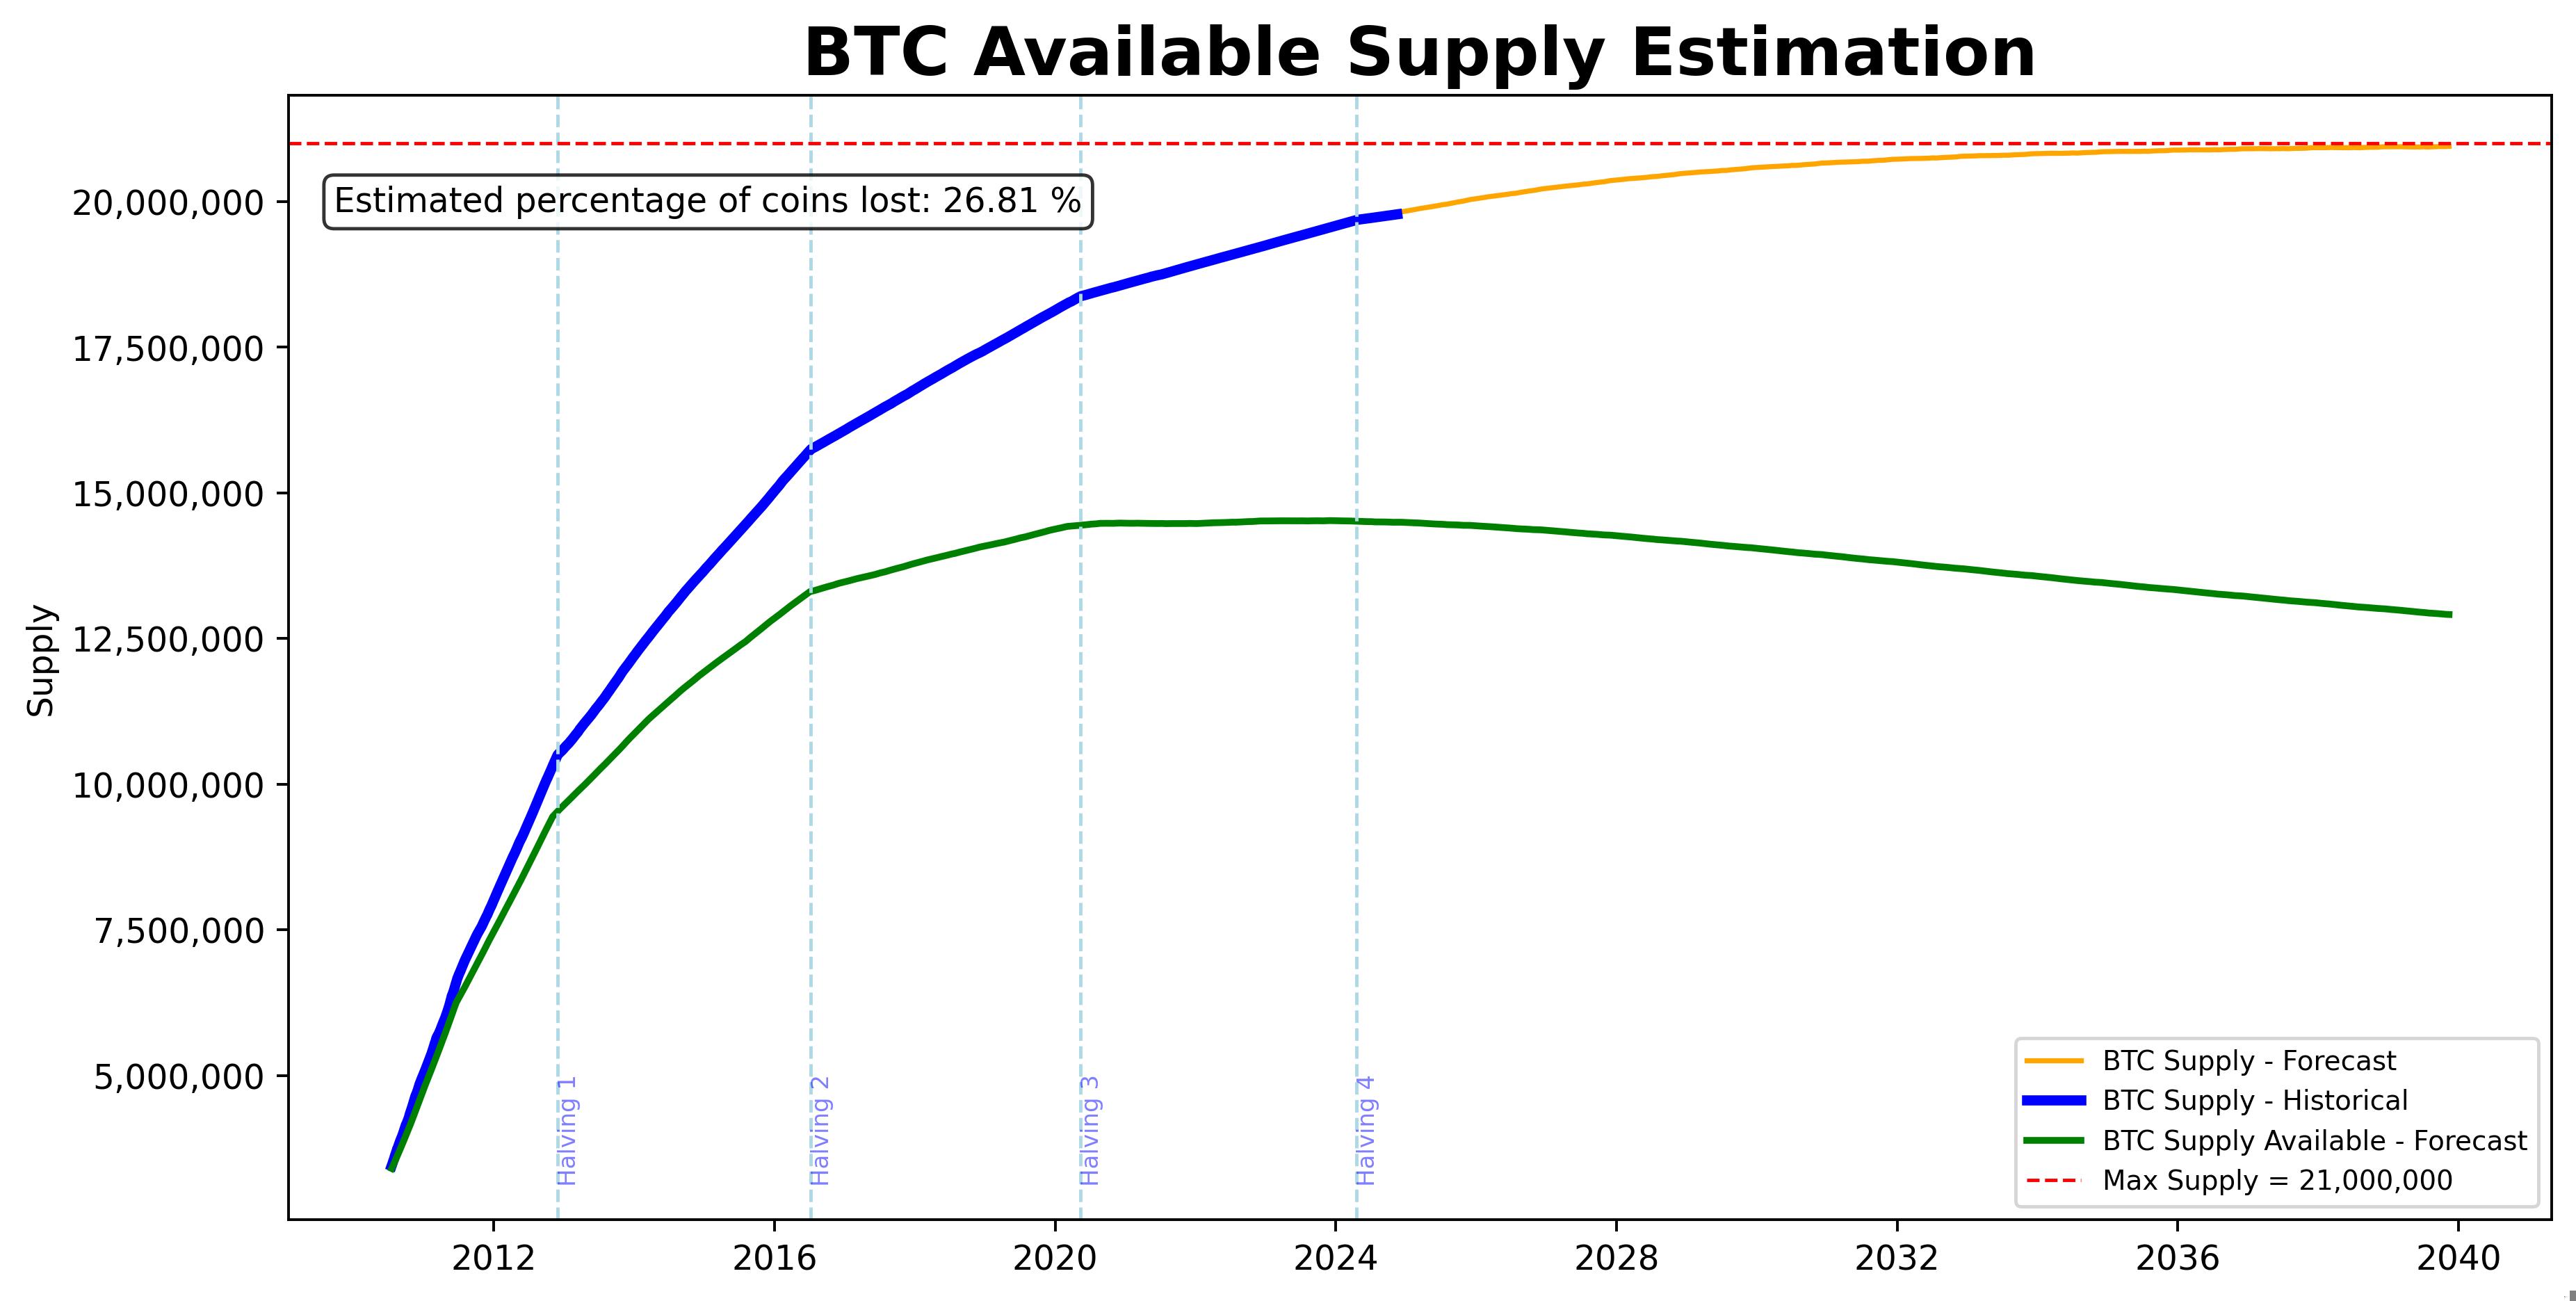 BTC Available Supply Estimation
Estimated percentage of coins lost: 26.81 %
Supply
20,000,000
17,500,000
15,000,000
12,500,000
10,000,000
7,500,000
5,000,000
Halving 1
Halving 2
Halving 3
Halving 4
BTC Supply - Forecast
BTC Supply - Historical
BTC Supply Available - Forecast
Max Supply = 21,000,000
2012
2016
2020
2024
2028
2032
2036
2040